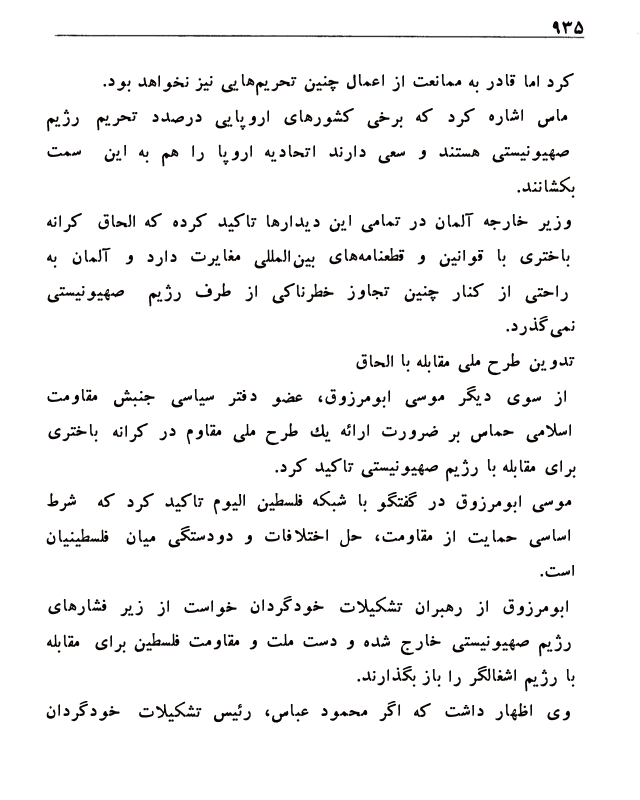 ۹۳۵
کرد اما قادر به ممانعت از اعمال چنین تحریم‌هایی نیز نخواهد بود.
ماس اشاره کرد که برخی کشورهای اروپایی درصدد تحریم رژیم
صهیونیستی هستند و سعی دارند اتحادیه اروپا را هم به این سمت
بکشانند.
وزیر خارجه آلمان در تمامی این دیدارها تاکید کرده که الحاق کرانه
باختری با قوانین و قطعنامه‌های بین‌المللی مغایرت دارد و آلمان به
راحتی از کنار چنین تجاوز خطرناکی از طرف رژیم صهیونیستی
نمی‌گذرد.
تدوین طرح ملی مقابله با الحاق
از سوی دیگر موسی ابومرزوق، عضو دفتر سیاسی جنبش مقاومت
اسلامی حماس بر ضرورت ارائه یك طرح ملی مقاوم در کرانه باختری
برای مقابله با رژیم صهیونیستی تاکید کرد.
موسی ابومرزوق در گفتگو با شبکه فلسطین الیوم تاکید کرد که شرط
اساسی حمایت از مقاومت، حل اختلافات و دودستگی میان فلسطینیان
است.
ابومرزوق از رهبران تشکیلات خودگردان خواست از زیر فشارهای
رژیم صهیونیستی خارج شده و دست ملت و مقاومت فلسطین برای مقابله
با رژیم اشغالگر را باز بگذارند.
وی اظهار داشت که اگر محمود عباس، رئیس تشکیلات خودگردان